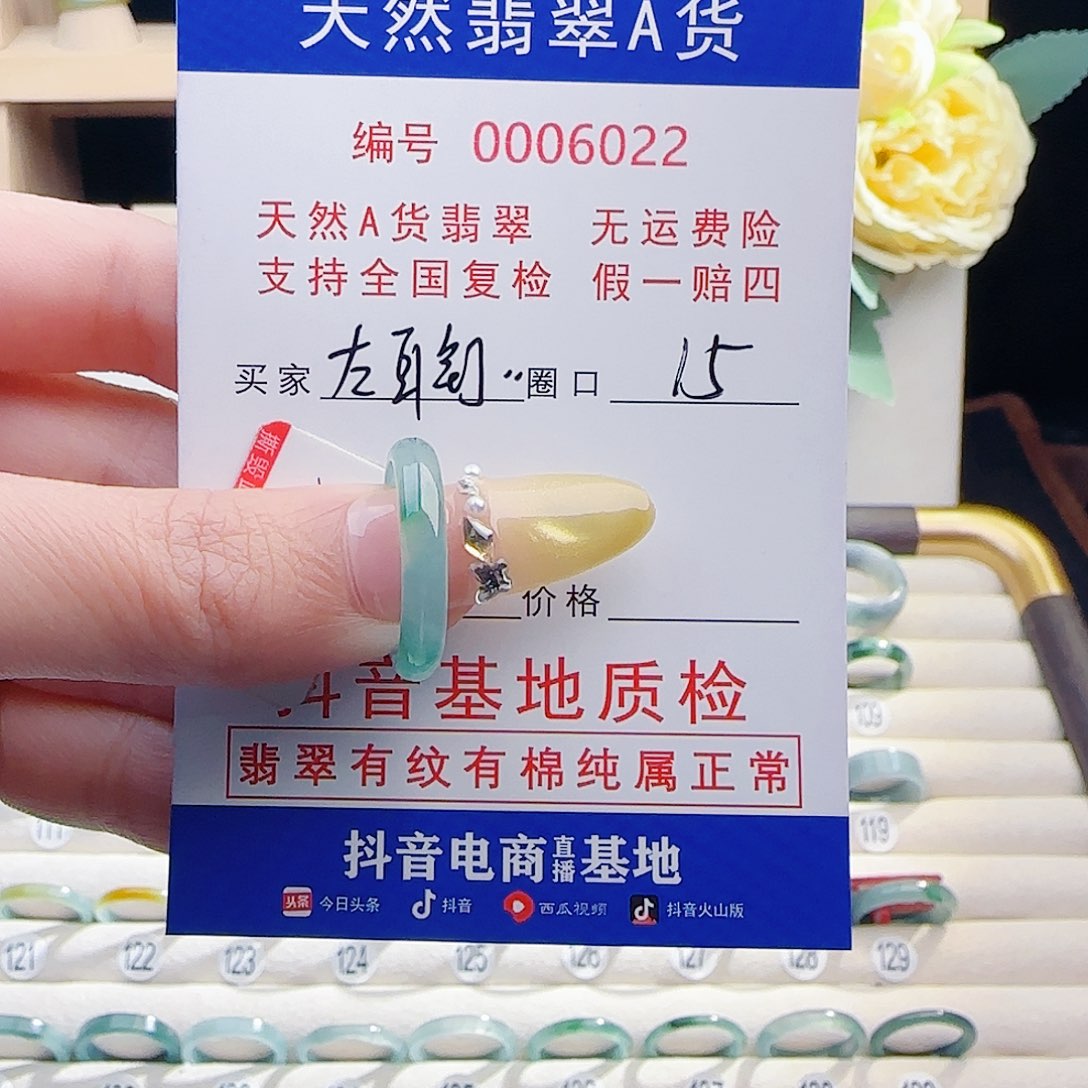 天然翡翠A货
编号 0006022
天然A货翡翠 无运费险
支持全国复检 假一赔四
买家 圈口 15
价格
抖音基地质检
翡翠有纹有棉纯属正常
抖音电商直播基地
今日头条 抖音 西瓜视频 抖音火山版
109
111
119
121 122 123 124 125 126 127 128 129